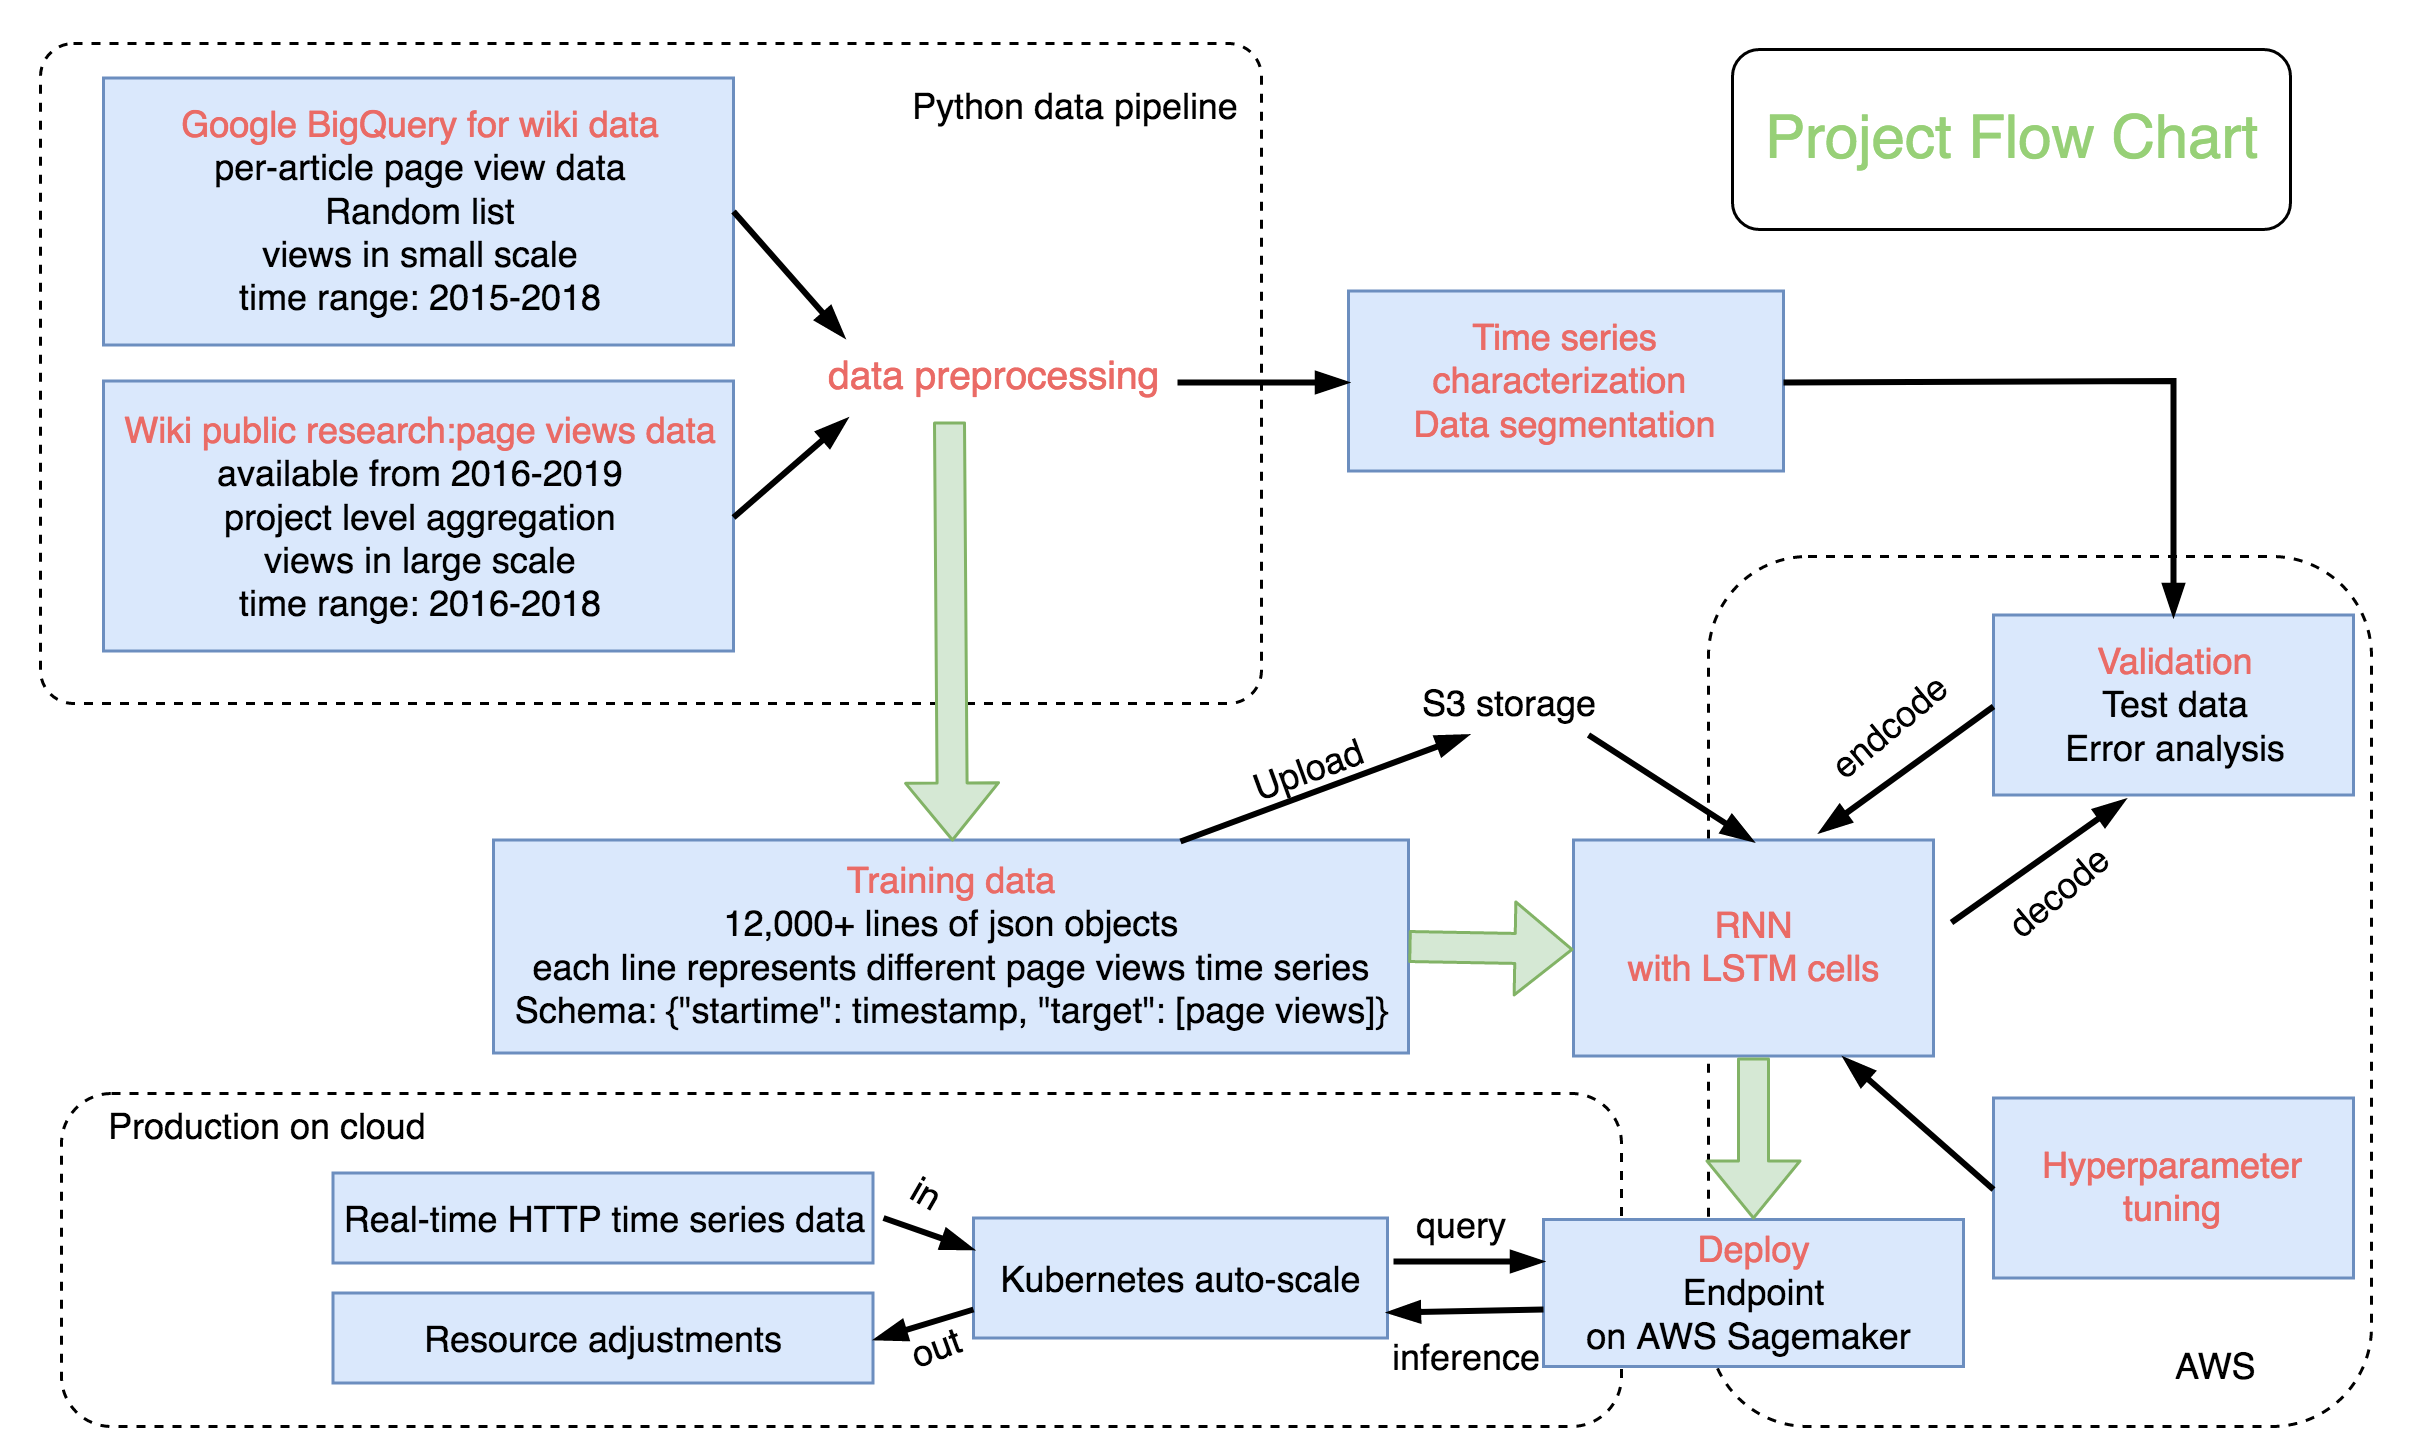 Python data pipeline
Project Flow Chart
Google BigQuery for wiki data
per-article page view data
Random list
views in small scale
time range: 2015-2018
Wiki public research:page views data
available from 2016-2019
project level aggregation
views in large scale
time range: 2016-2018
data preprocessing
Time series
characterization
Data segmentation
Validation
Test data
Error analysis
S3 storage
Upload
endcode
decode
Training data
12,000+ lines of json objects
each line represents different page views time series
Schema: {"startime": timestamp, "target": [page views]}
RNN
with LSTM cells
Hyperparameter
tuning
Production on cloud
Real-time HTTP time series data
in
Kubernetes auto-scale
Resource adjustments
out
query
inference
Deploy
Endpoint
on AWS Sagemaker
AWS